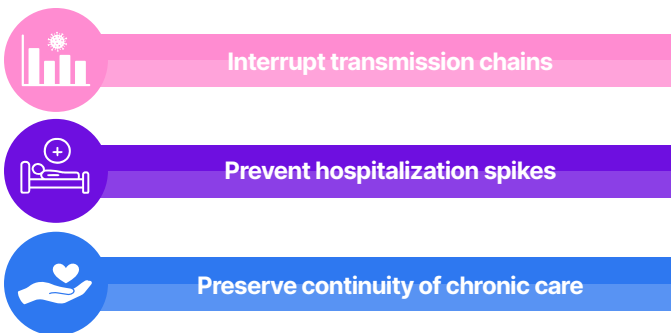 Interrupt transmission chains
Prevent hospitalization spikes
Preserve continuity of chronic care